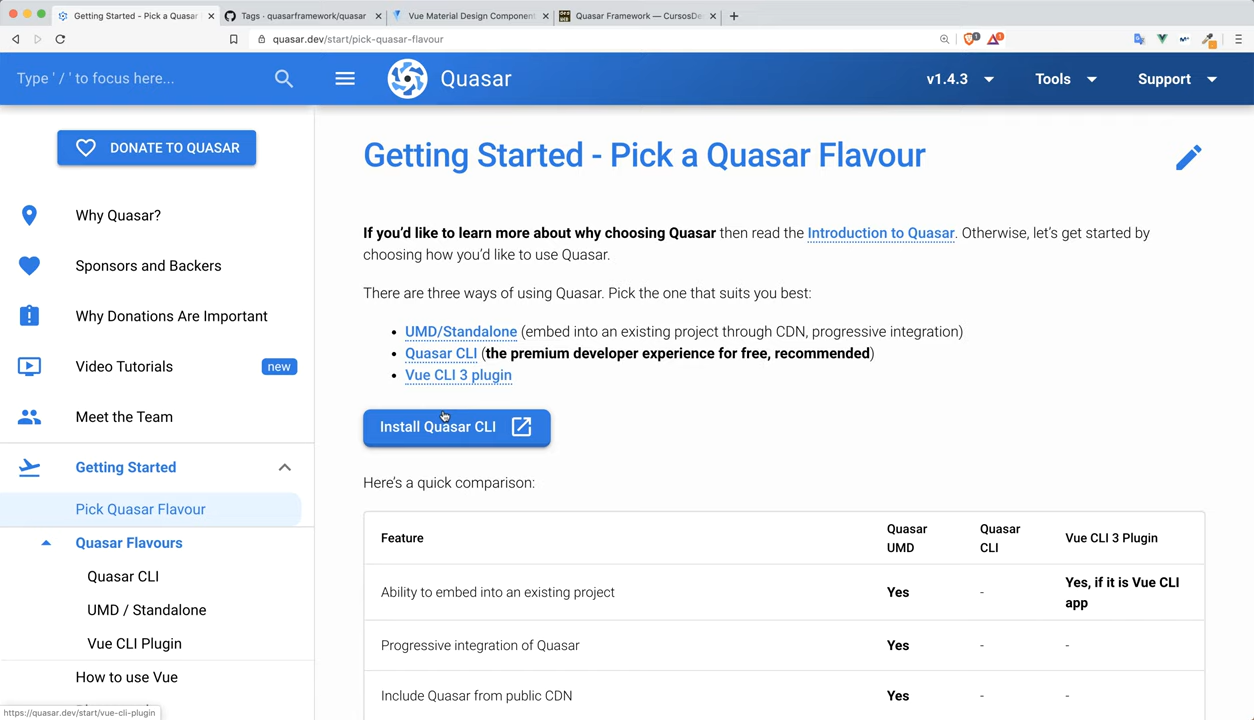 Getting Started - Pick a Quasar
Tags · quasarframework/quasar
Vue Material Design Component
Quasar Framework — CursosDe
quasar.dev/start/pick-quasar-flavour
1
1
Type ' / ' to focus here...
Quasar
v1.4.3
Tools
Support
DONATE TO QUASAR
Why Quasar?
Sponsors and Backers
Why Donations Are Important
Video Tutorials
new
Meet the Team
Getting Started
Pick Quasar Flavour
Quasar Flavours
Quasar CLI
UMD / Standalone
Vue CLI Plugin
How to use Vue
https://quasar.dev/start/vue-cli-plugin
Getting Started - Pick a Quasar Flavour
If you'd like to learn more about why choosing Quasar then read the Introduction to Quasar. Otherwise, let's get started by
choosing how you'd like to use Quasar.
There are three ways of using Quasar. Pick the one that suits you best:
• UMD/Standalone (embed into an existing project through CDN, progressive integration)
• Quasar CLI (the premium developer experience for free, recommended)
• Vue CLI 3 plugin
Install Quasar CLI
Here's a quick comparison:
Feature
Quasar
UMD
Quasar
CLI
Vue CLI 3 Plugin
Ability to embed into an existing project
Yes
-
Yes, if it is Vue CLI
app
Progressive integration of Quasar
Yes
-
-
Include Quasar from public CDN
Yes
-
-